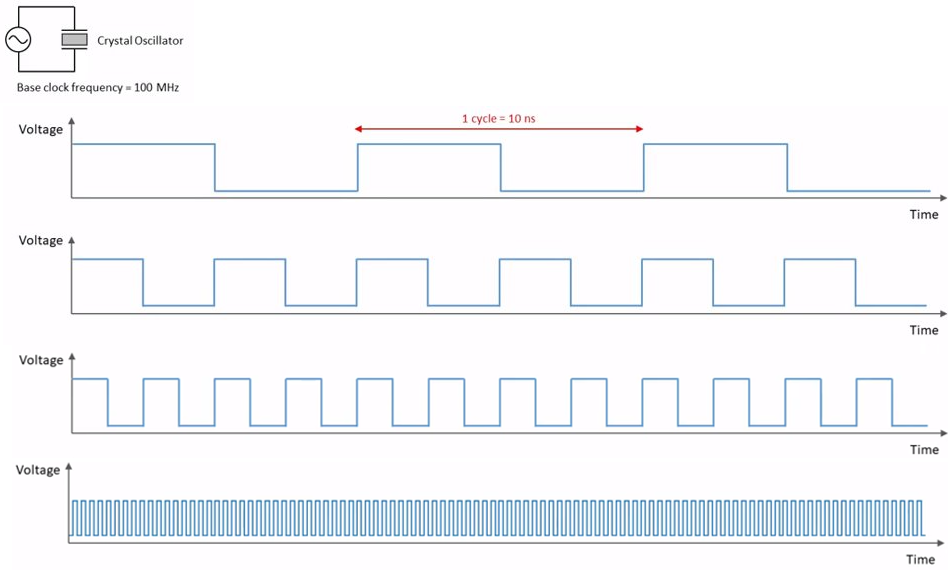 Crystal Oscillator
Base clock frequency = 100 MHz
1 cycle = 10 ns
Voltage
Time
Voltage
Time
Voltage
Time
Voltage
Time